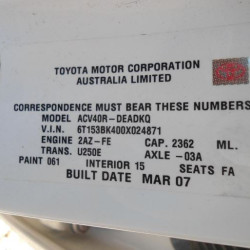 TOYOTA MOTOR CORPORATION
AUSTRALIA LIMITED
CORRESPONDENCE MUST BEAR THESE NUMBERS
MODEL ACV40R-DEADKQ
V.I.N. 6T153BK400X024871
ENGINE 2AZ-FE CAP. 2362 ML.
TRANS. U250E AXLE -03A
PAINT 061 INTERIOR 15 SEATS FA
BUILT DATE MAR 07